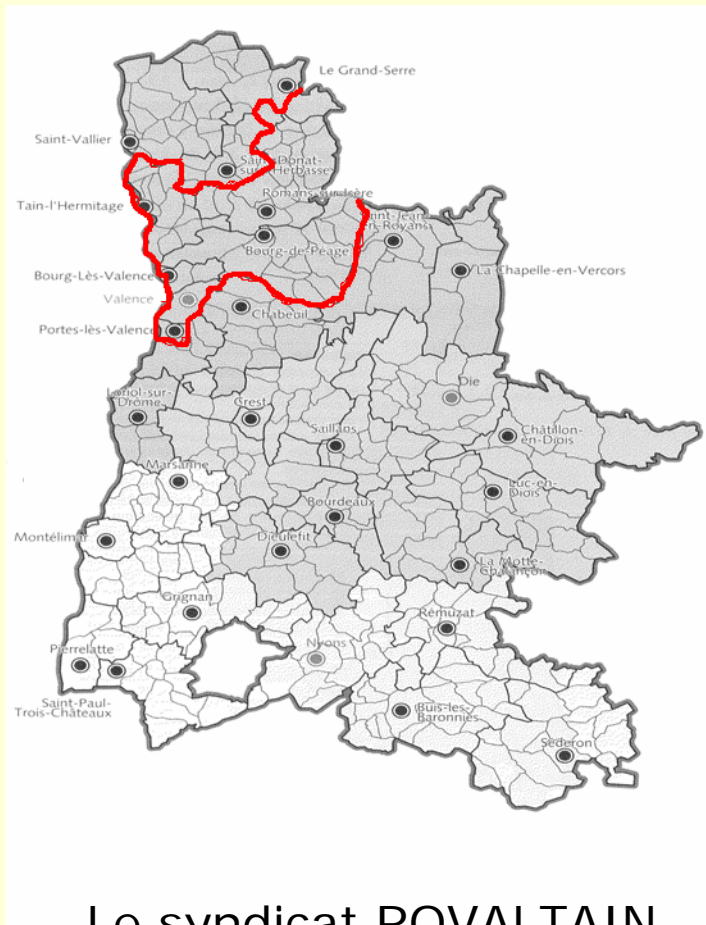 Le Grand-Serre
Saint-Vallier
Saint-Donat-
sur-l'Herbasse
Tain-l'Hermitage
Romans-sur-Isère
Saint-Jean-
en-Royans
Bourg-de-Péage
Bourg-Lès-Valence
La Chapelle-en-Vercors
Valence
Chabeuil
Portes-lès-Valence
Die
Loriol-sur-
Drôme
Crest
Saillans
Châtillon-
en-Diois
Marsanne
Luc-en-
Diois
Bourdeaux
Montélimar
Dieulefit
La Motte-
Chalançon
Grignan
Rémuzat
Nyons
Pierrelatte
Saint-Paul-
Trois-Châteaux
Buis-les-
Baronnies
Séderon
Le syndicat ROVALTAIN